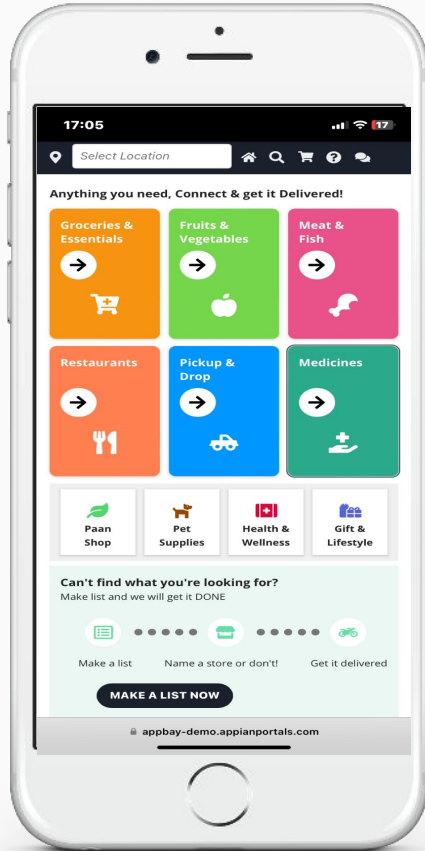 17:05
17
Select Location
Anything you need, Connect & get it Delivered!
Groceries &
Essentials
Fruits &
Vegetables
Meat &
Fish
Restaurants
Pickup &
Drop
Medicines
Paan
Shop
Pet
Supplies
Health &
Wellness
Gift &
Lifestyle
Can't find what you're looking for?
Make list and we will get it DONE
Make a list
Name a store or don't!
Get it delivered
MAKE A LIST NOW
appbay-demo.appianportals.com